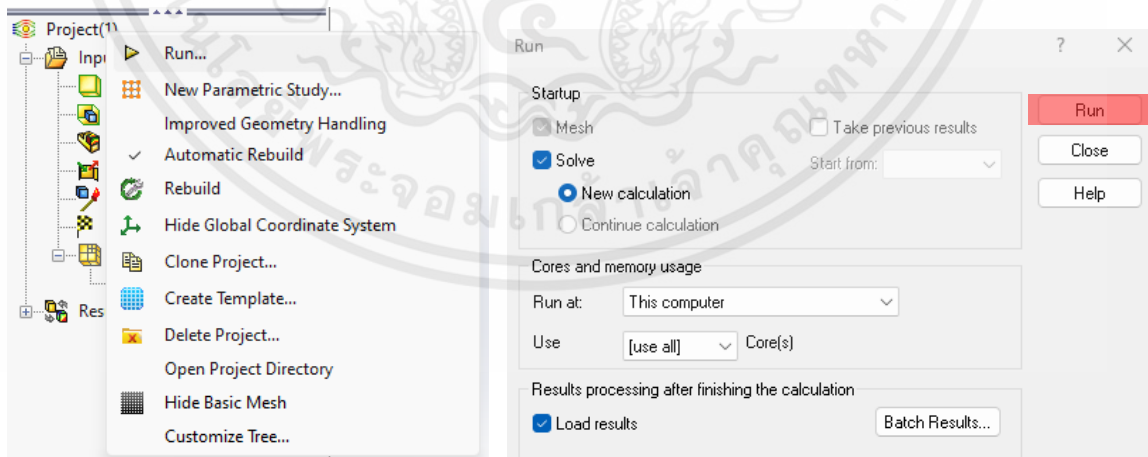 Project(1)
Inpu
Res
Run...
New Parametric Study...
Improved Geometry Handling
Automatic Rebuild
Rebuild
Hide Global Coordinate System
Clone Project...
Create Template...
Delete Project...
Open Project Directory
Hide Basic Mesh
Customize Tree...
Run
Startup
Mesh
Take previous results
Solve
Start from:
New calculation
Continue calculation
Run
Close
Help
Cores and memory usage
Run at: This computer
Use [use all] Core(s)
Results processing after finishing the calculation
Load results
Batch Results...